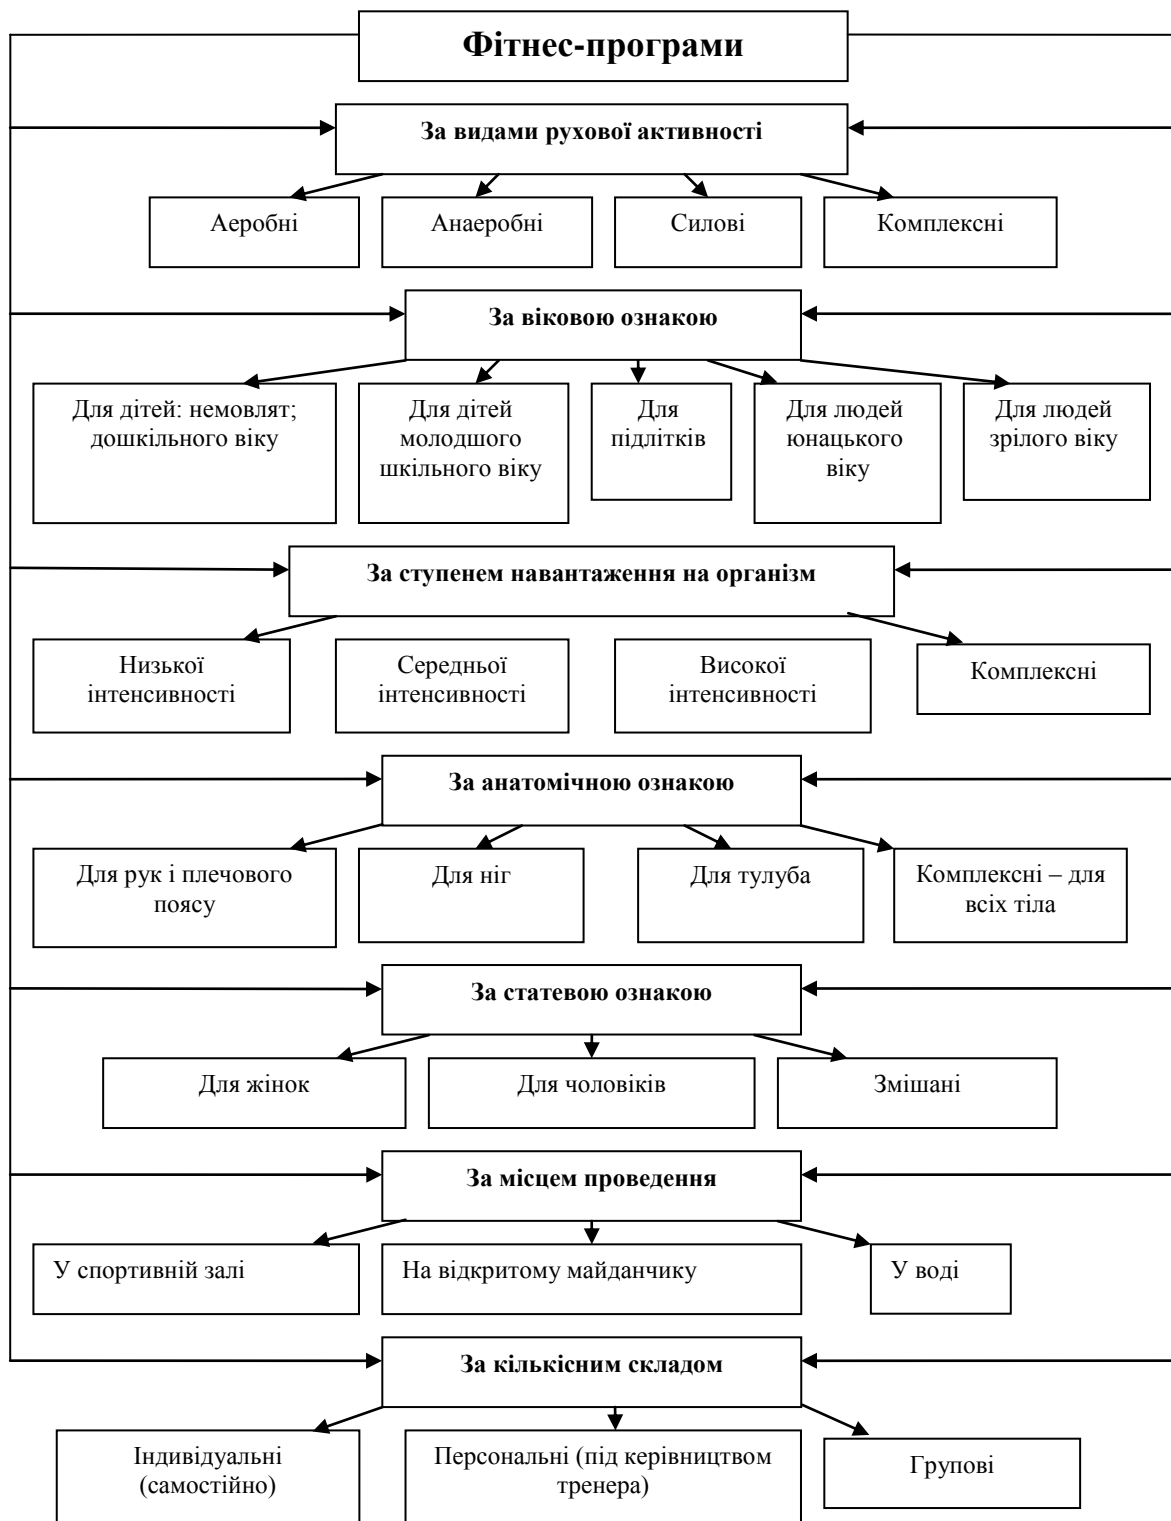 Фітнес-програми
За видами рухової активності
Аеробні
Анаеробні
Силові
Комплексні
За віковою ознакою
Для дітей: немовлят;
дошкільного віку
Для дітей
молодшого
шкільного віку
Для
підлітків
Для людей
юнацького
віку
Для людей
зрілого віку
За ступенем навантаження на організм
Низької
інтенсивності
Середньої
інтенсивності
Високої
інтенсивності
Комплексні
За анатомічною ознакою
Для рук і плечового
поясу
Для ніг
Для тулуба
Комплексні – для
всіх тіла
За статевою ознакою
Для жінок
Для чоловіків
Змішані
За місцем проведення
У спортивній залі
На відкритому майданчику
У воді
За кількісним складом
Індивідуальні
(самостійно)
Персональні (під керівництвом
тренера)
Групові